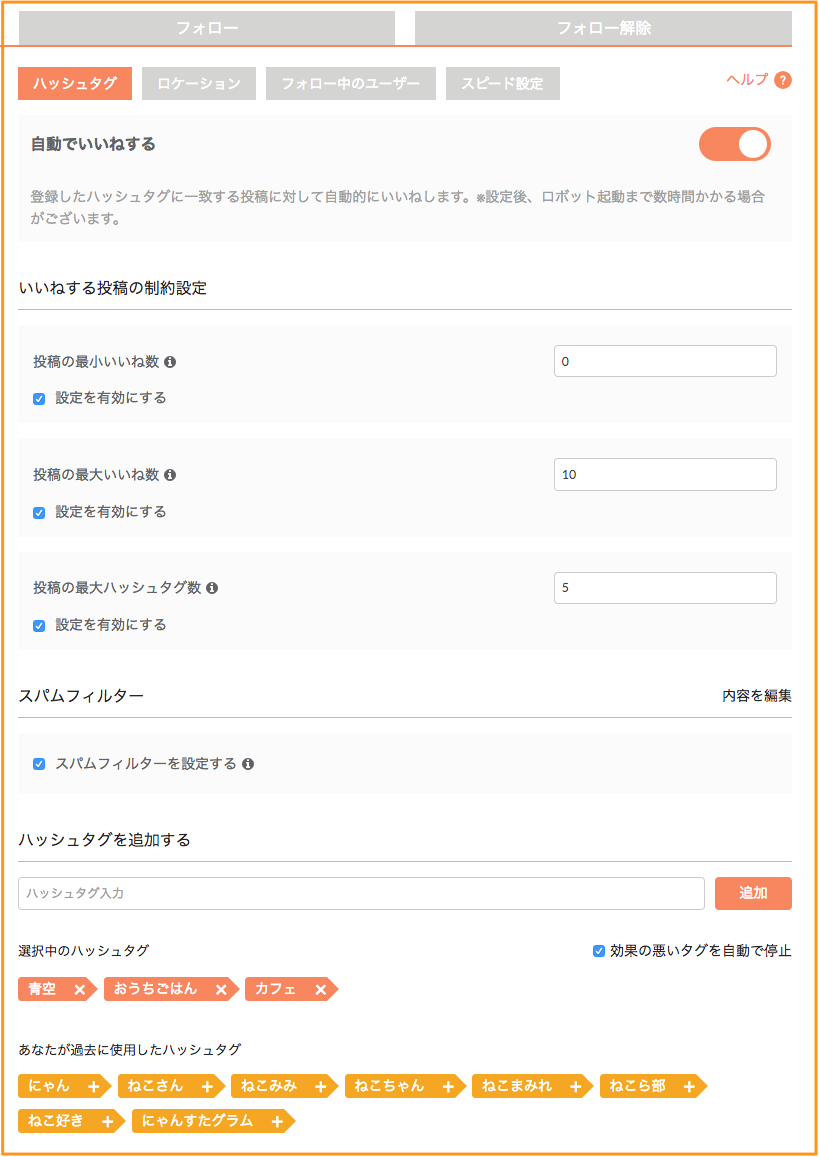 フォロー
フォロー解除
ハッシュタグ
ロケーション
フォロー中のユーザー
スピード設定
ヘルプ ?
自動でいいねする
登録したハッシュタグに一致する投稿に対して自動的にいいねします。※設定後、ロボット起動まで数時間かかる場合
がございます。
いいねする投稿の制約設定
投稿の最小いいね数
0
設定を有効にする
投稿の最大いいね数
10
設定を有効にする
投稿の最大ハッシュタグ数
5
設定を有効にする
スパムフィルター
内容を編集
スパムフィルターを設定する
ハッシュタグを追加する
ハッシュタグ入力
追加
選択中のハッシュタグ
効果の悪いタグを自動で停止
青空 ×
おうちごはん ×
カフェ ×
あなたが過去に使用したハッシュタグ
にゃん +
ねこさん +
ねこみみ +
ねこちゃん +
ねこまみれ +
ねこら部 +
ねこ好き +
にゃんすたグラム +